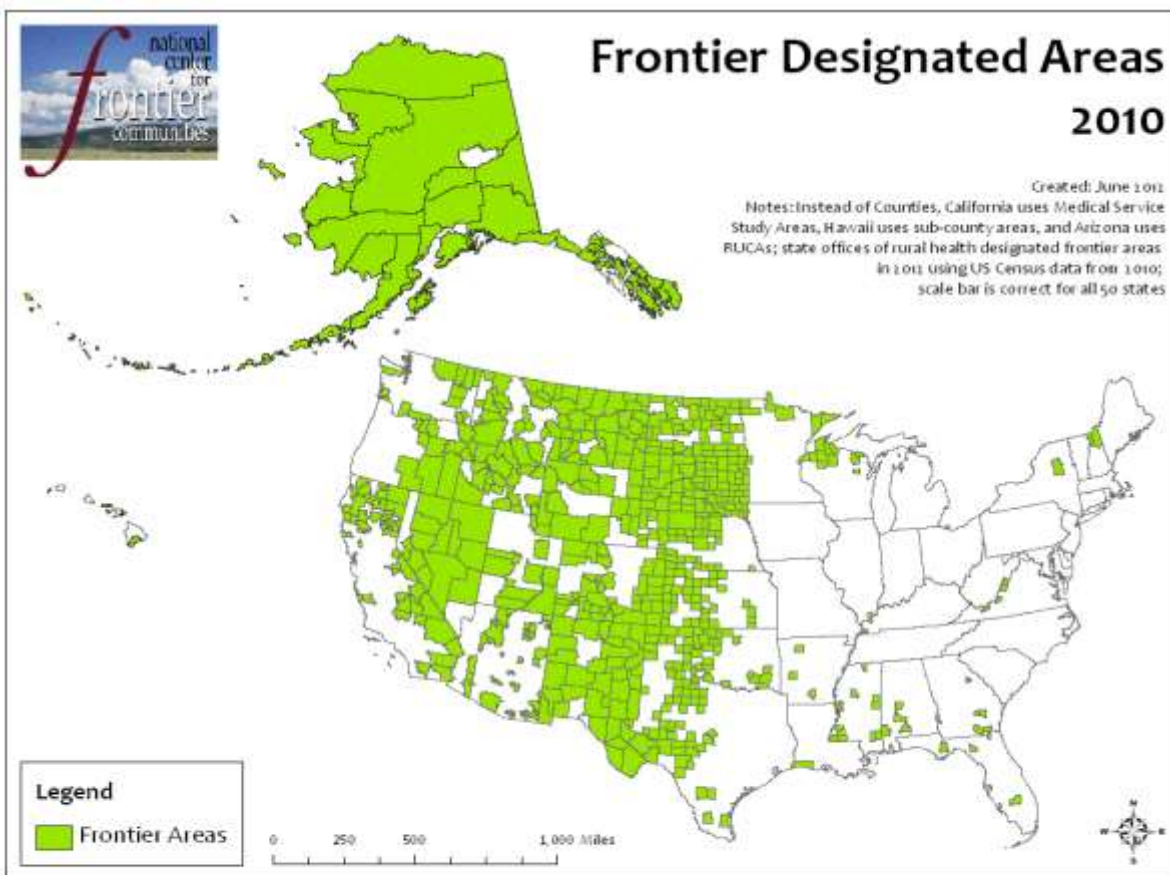 national
center
for
frontier
communities
Frontier Designated Areas
2010
Created: June 2012
Notes: Instead of Counties, California uses Medical Service
Study Areas, Hawaii uses sub-county areas, and Arizona uses
RUCAs; state offices of rural health designated frontier areas
in 2012 using US Census data from 2010;
scale bar is correct for all 50 states
Legend
Frontier Areas
0 250 500 1,000 Miles
N
W E
S